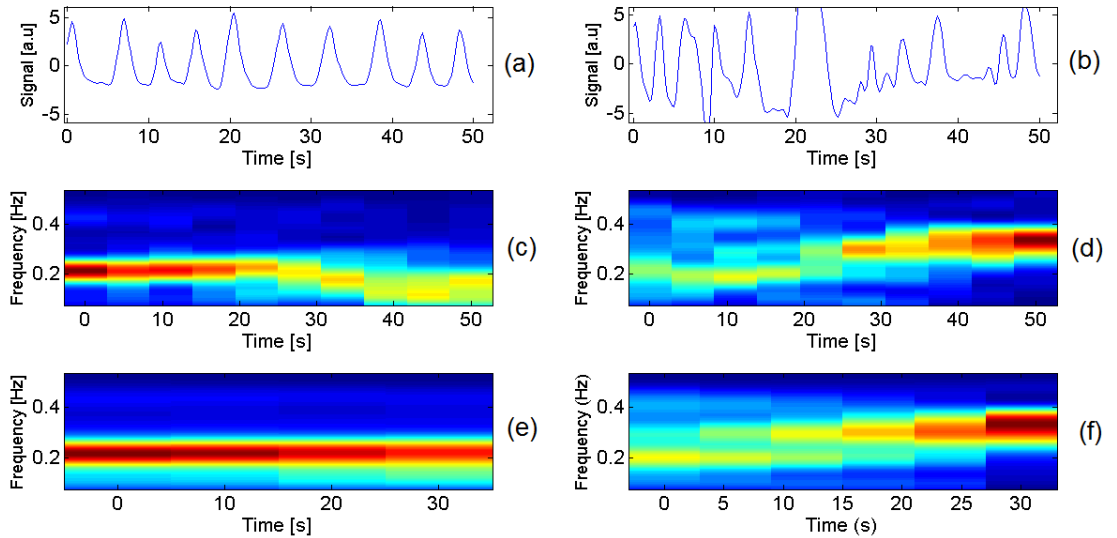 Signal [a.u]
5
0
-5
0 10 20 30 40 50
Time [s]
(a)
Signal [a.u]
5
0
-5
0 10 20 30 40 50
Time [s]
(b)
Frequency [Hz]
0.4
0.2
0 10 20 30 40 50
Time [s]
(c)
Frequency [Hz]
0.4
0.2
0 10 20 30 40 50
Time [s]
(d)
Frequency [Hz]
0.4
0.2
0 10 20 30
Time [s]
(e)
Frequency (Hz)
0.4
0.2
0 5 10 15 20 25 30
Time (s)
(f)